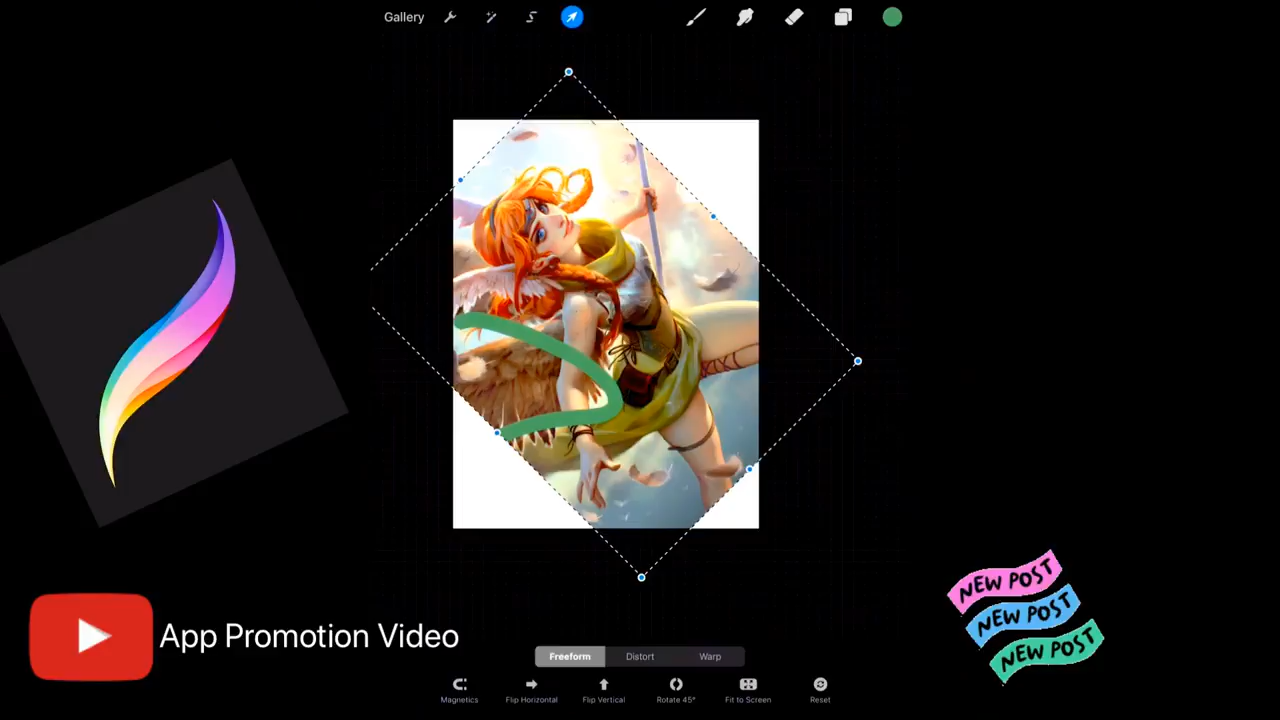 Gallery
NEW POST
NEW POST
NEW POST
App Promotion Video
Freeform Distort Warp
Magnetics Flip Horizontal Flip Vertical Rotate 45° Fit to Screen Reset